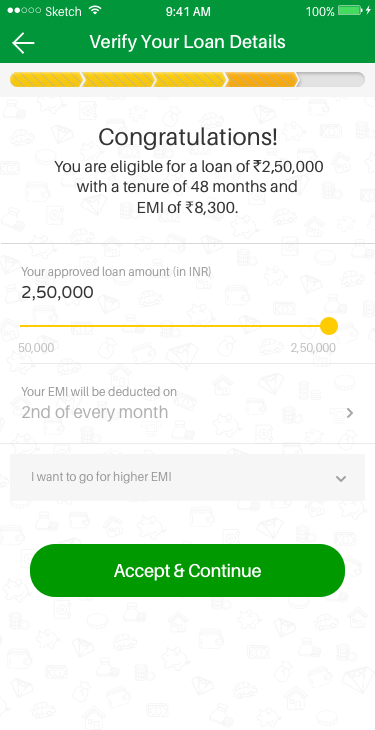 Sketch 9:41 AM 100%
Verify Your Loan Details
Congratulations!
You are eligible for a loan of ₹2,50,000
with a tenure of 48 months and
EMI of ₹8,300.
Your approved loan amount (in INR)
2,50,000
50,000 2,50,000
Your EMI will be deducted on
2nd of every month
I want to go for higher EMI
Accept & Continue